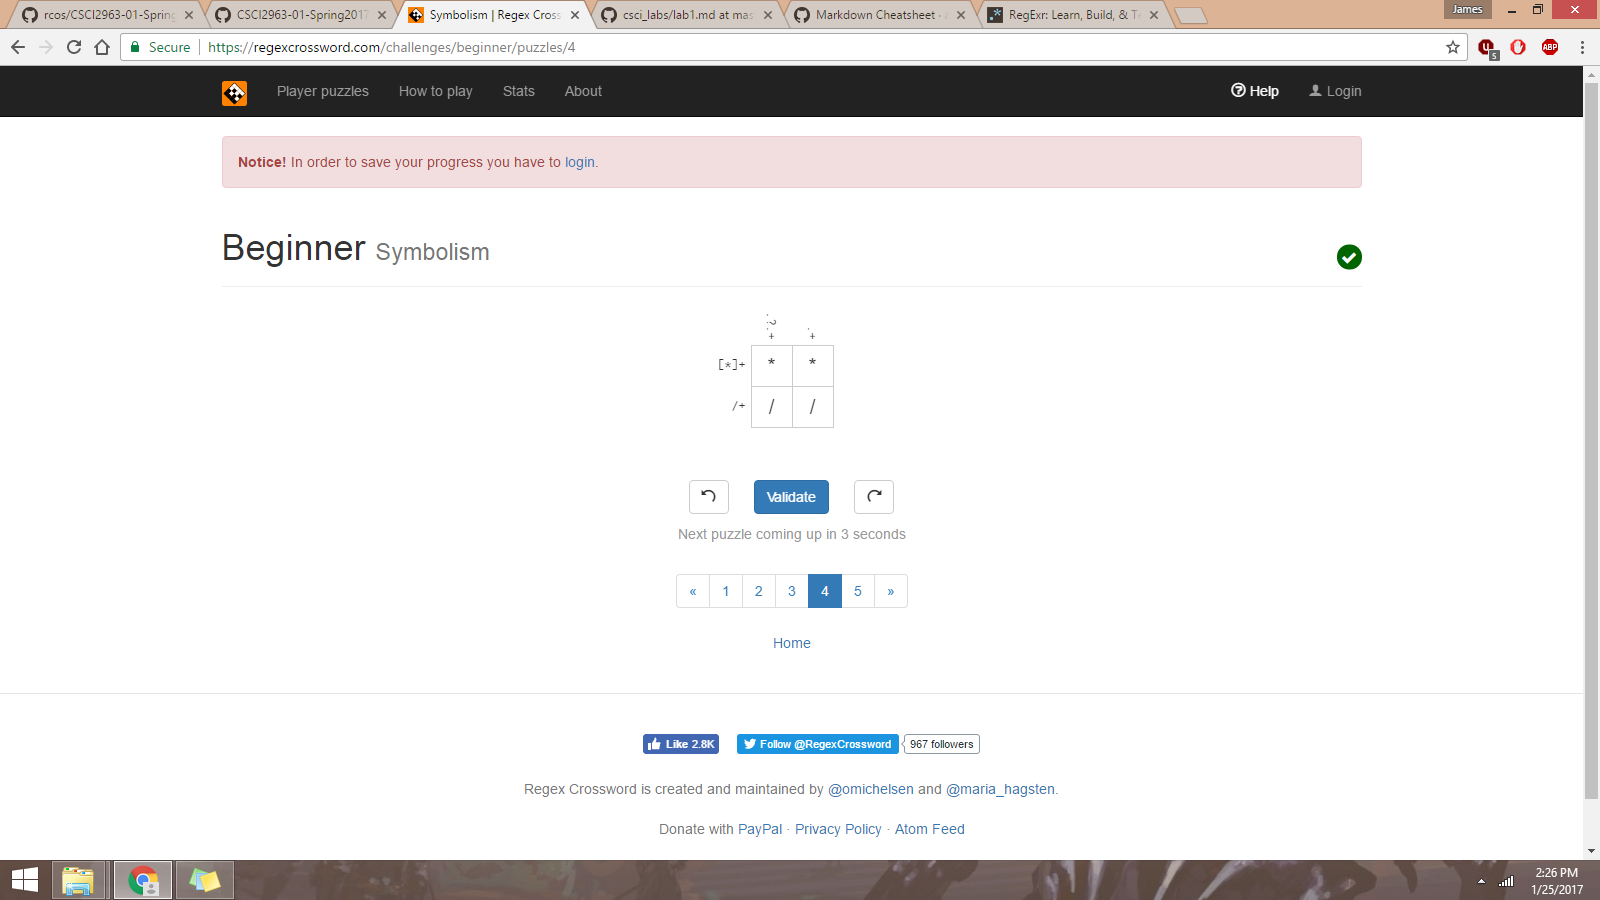 rcos/CSCI2963-01-Spring
CSCI2963-01-Spring2017
Symbolism | Regex Cross
csci_labs/lab1.md at mas
Markdown Cheatsheet ·
RegExr: Learn, Build, & Te
James
Secure
https://regexcrossword.com/challenges/beginner/puzzles/4
5
ABP
Player puzzles
How to play
Stats
About
Help
Login
Notice! In order to save your progress you have to login.
Beginner Symbolism
.?.+
.+
[*]+
* *
/+
/ /
Validate
Next puzzle coming up in 3 seconds
« 1 2 3 4 5 »
Home
Like 2.8K
Follow @RegexCrossword
967 followers
Regex Crossword is created and maintained by @omichelsen and @maria_hagsten.
Donate with PayPal · Privacy Policy · Atom Feed
2:26 PM
1/25/2017